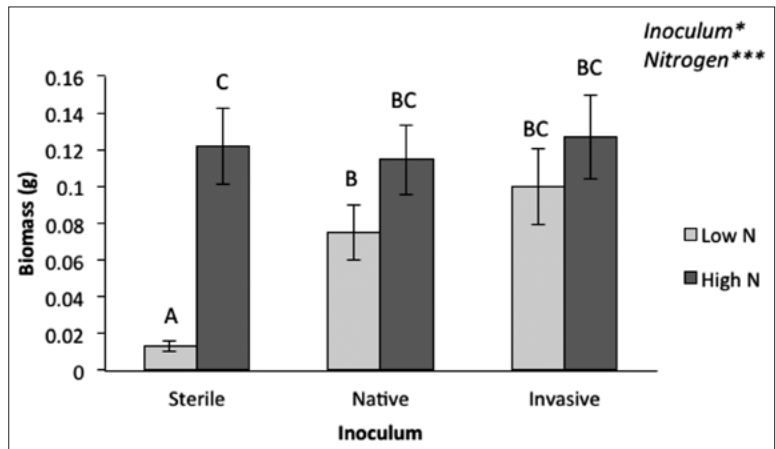 Inoculum*
Nitrogen***
0.16
0.14
0.12
0.1
0.08
0.06
0.04
0.02
0
Biomass (g)
A
C
B
BC
BC
BC
Low N
High N
Sterile Native Invasive
Inoculum